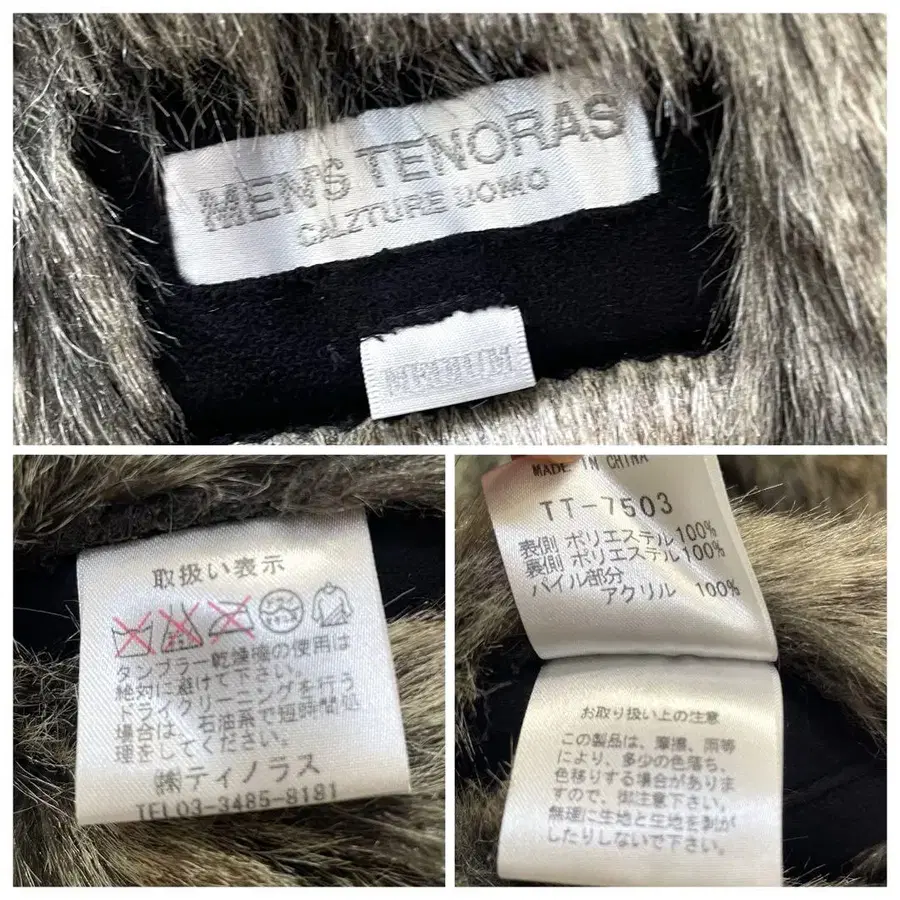 MEN'S TENORAS
CALZTURE UOMO
MEDIUM
取扱い表示
タンブラー乾燥機の使用は
絶対に避けて下さい。
ドライクリーニングを行う
場合は、石油系で短時間処
理をしてください。
㈱ティノラス
TEL03-3485-8181
MADE IN CHINA
TT-7503
表側 ポリエステル100%
裏側 ポリエステル100%
パイル部分
アクリル 100%
お取り扱い上の注意
この製品は、摩擦、雨等
により、多少の色落ち、
色移りする場合がありま
すので、御注意下さい。
無理に生地と生地を剥が
したりしないで下さい。